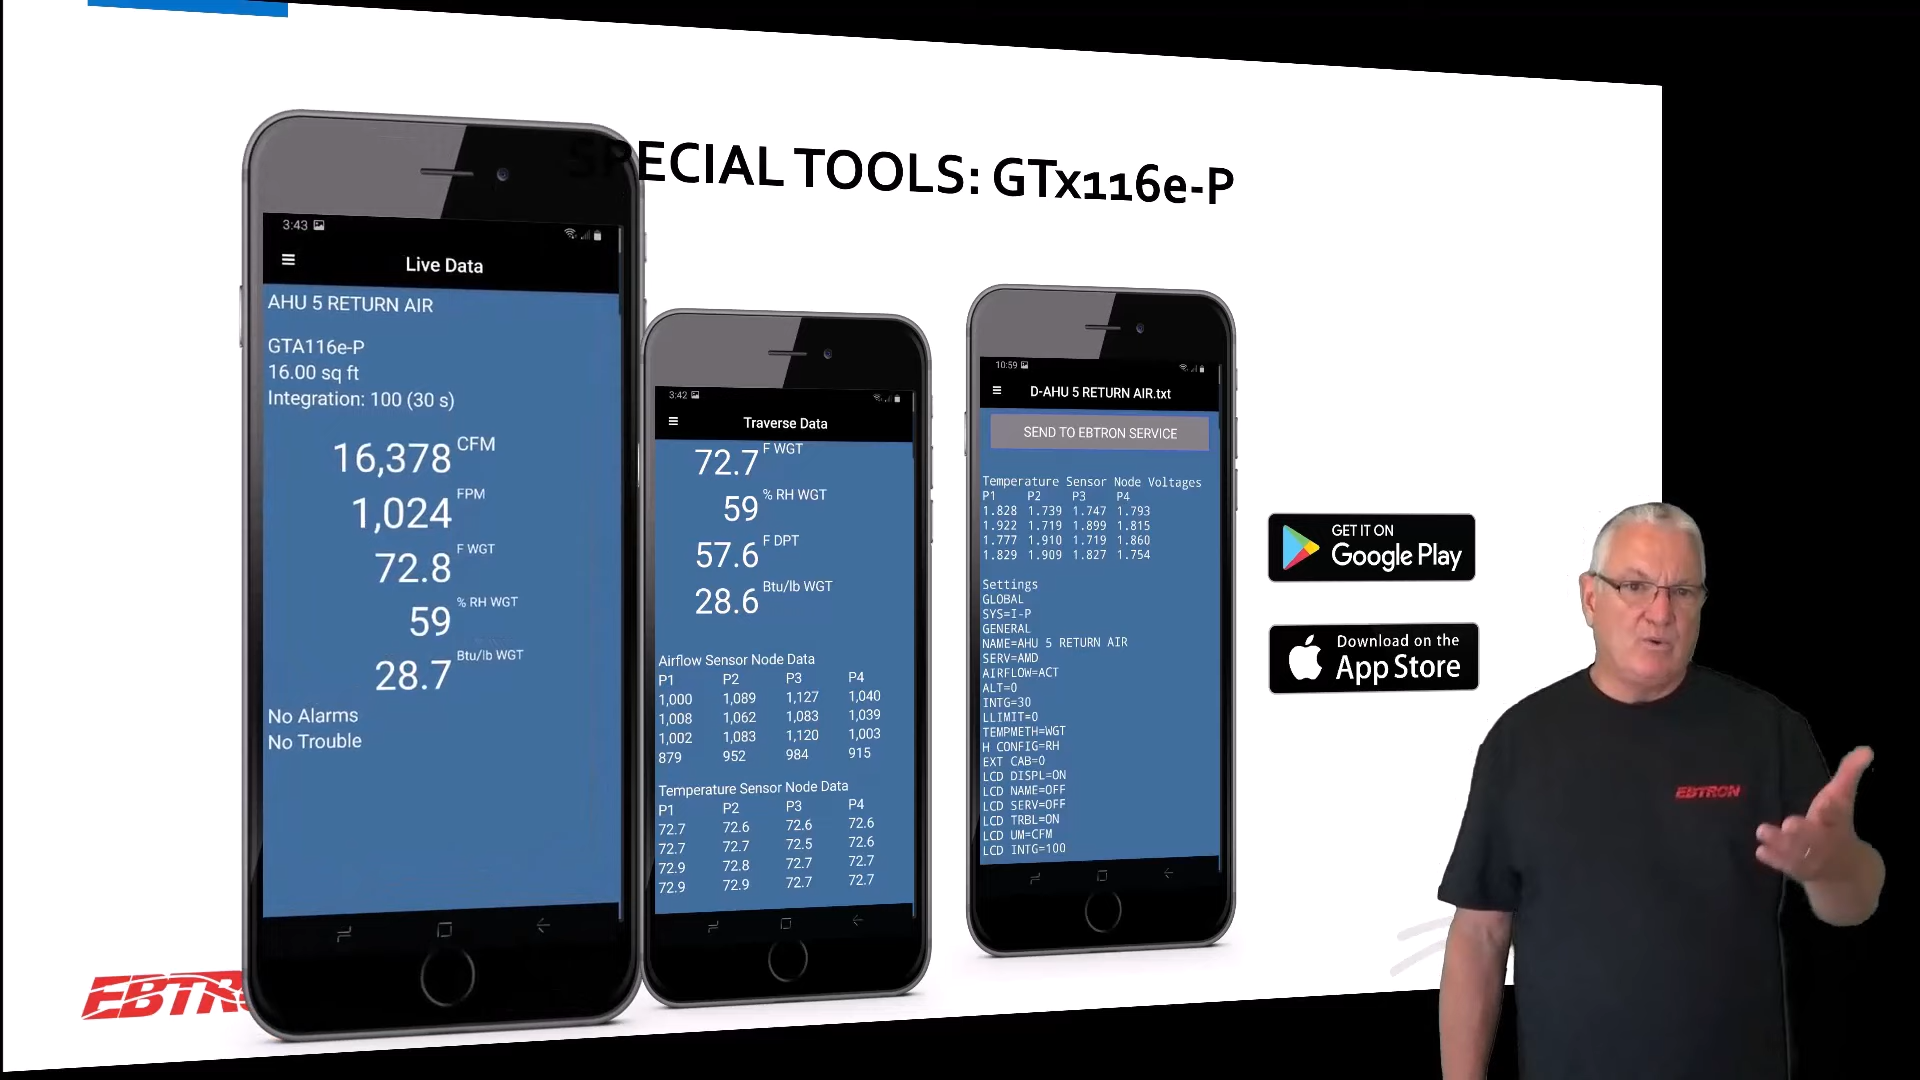 SPECIAL TOOLS: GTx116e-P
3:43
Live Data
AHU 5 RETURN AIR
GTA116e-P
16.00 sq ft
Integration: 100 (30 s)
16,378 CFM
1,024 FPM
72.8 F WGT
59 % RH WGT
28.7 Btu/lb WGT
No Alarms
No Trouble
3:42
Traverse Data
72.7 F WGT
59 % RH WGT
57.6 F DPT
28.6 Btu/lb WGT
Airflow Sensor Node Data
P1 P2 P3 P4
1,000 1,089 1,127 1,040
1,008 1,062 1,083 1,039
1,002 1,083 1,120 1,003
879 952 984 915
Temperature Sensor Node Data
P1 P2 P3 P4
72.7 72.6 72.6 72.6
72.7 72.7 72.5 72.6
72.9 72.8 72.7 72.7
72.9 72.9 72.7 72.7
10:59
D-AHU 5 RETURN AIR.txt
SEND TO EBTRON SERVICE
Temperature Sensor Node Voltages
P1 P2 P3 P4
1.828 1.739 1.747 1.793
1.922 1.719 1.899 1.815
1.777 1.910 1.719 1.860
1.829 1.909 1.827 1.754
Settings
GLOBAL
SYS=I-P
GENERAL
NAME=AHU 5 RETURN AIR
SERV=AMD
AIRFLOW=ACT
ALT=0
INTG=30
LLIMIT=0
TEMPMETH=WGT
H CONFIG=RH
EXT CAB=0
LCD DISPL=ON
LCD NAME=OFF
LCD SERV=OFF
LCD TRBL=ON
LCD UM=CFM
LCD INTG=100
GET IT ON
Google Play
Download on the
App Store
EBTRON
EBTR